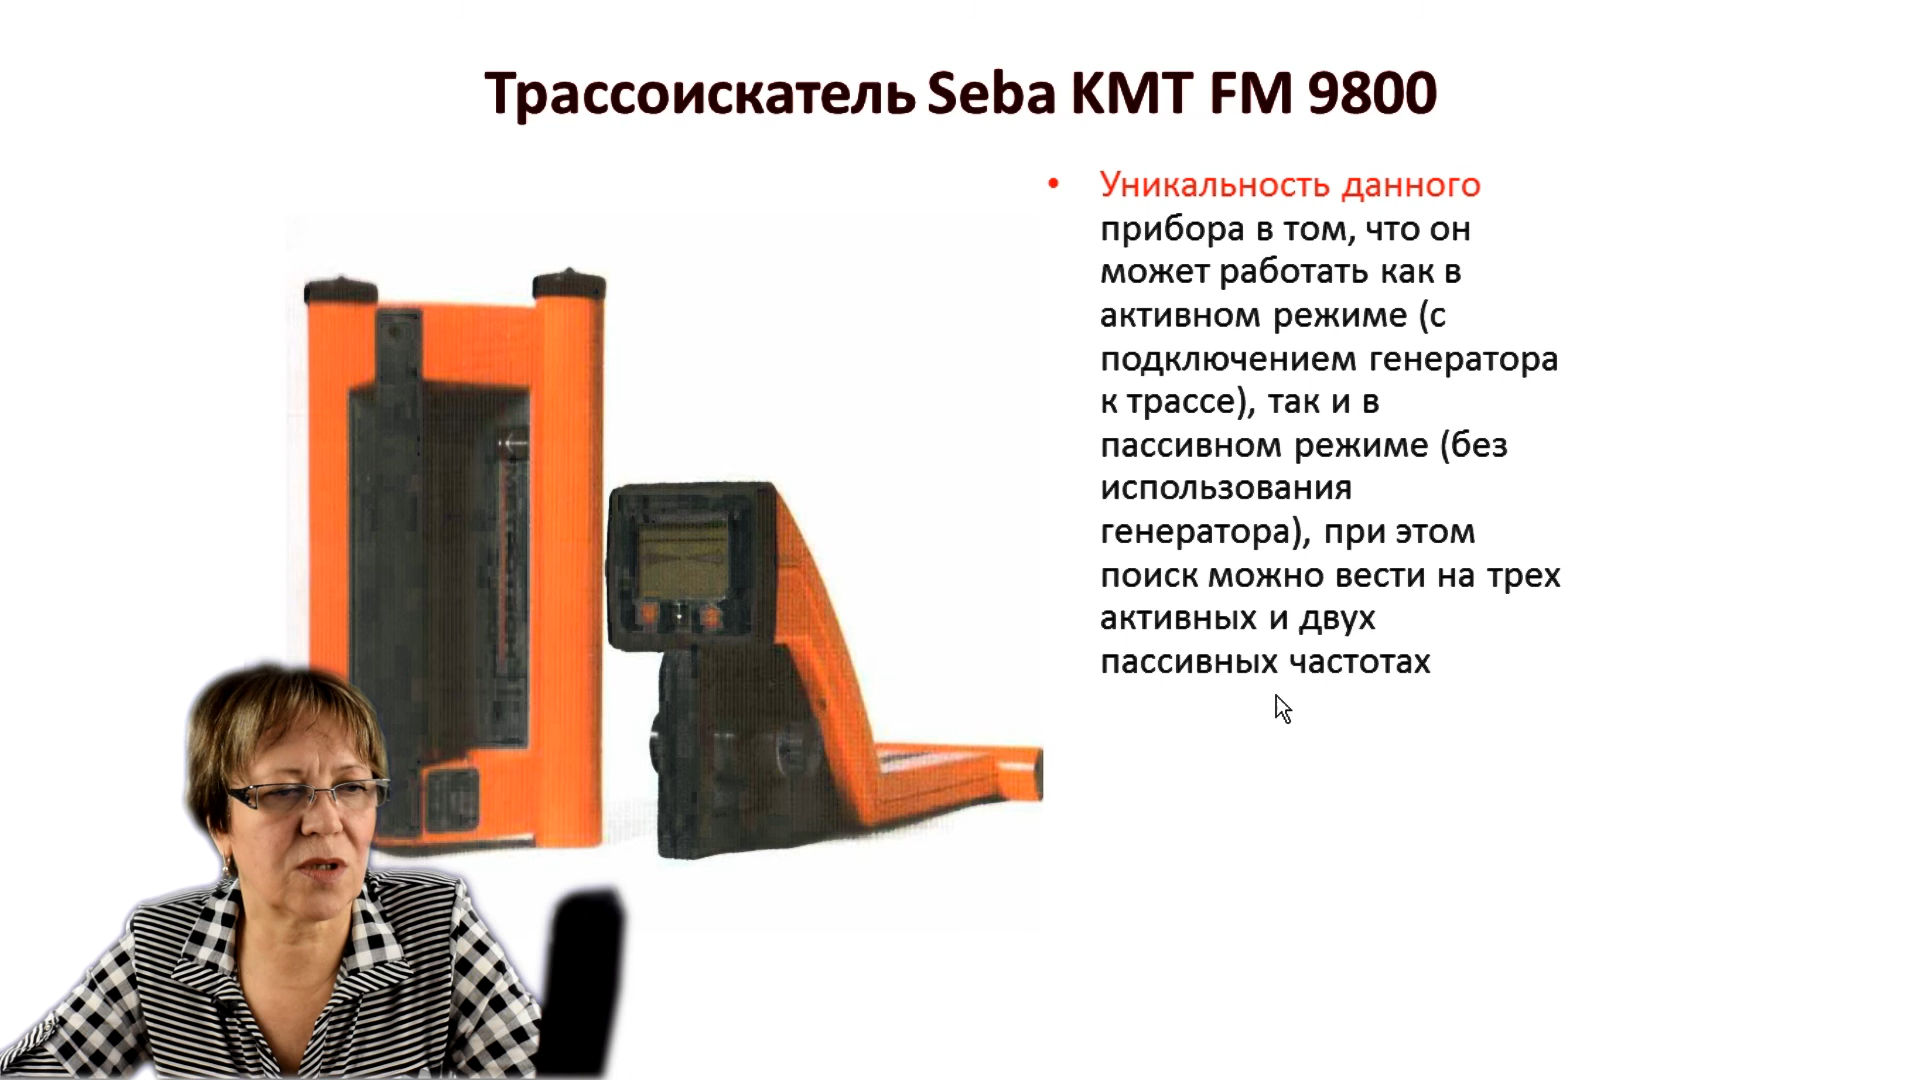 Трассоискатель Seba KMT FM 9800
• Уникальность данного
прибора в том, что он
может работать как в
активном режиме (с
подключением генератора
к трассе), так и в
пассивном режиме (без
использования
генератора), при этом
поиск можно вести на трех
активных и двух
пассивных частотах